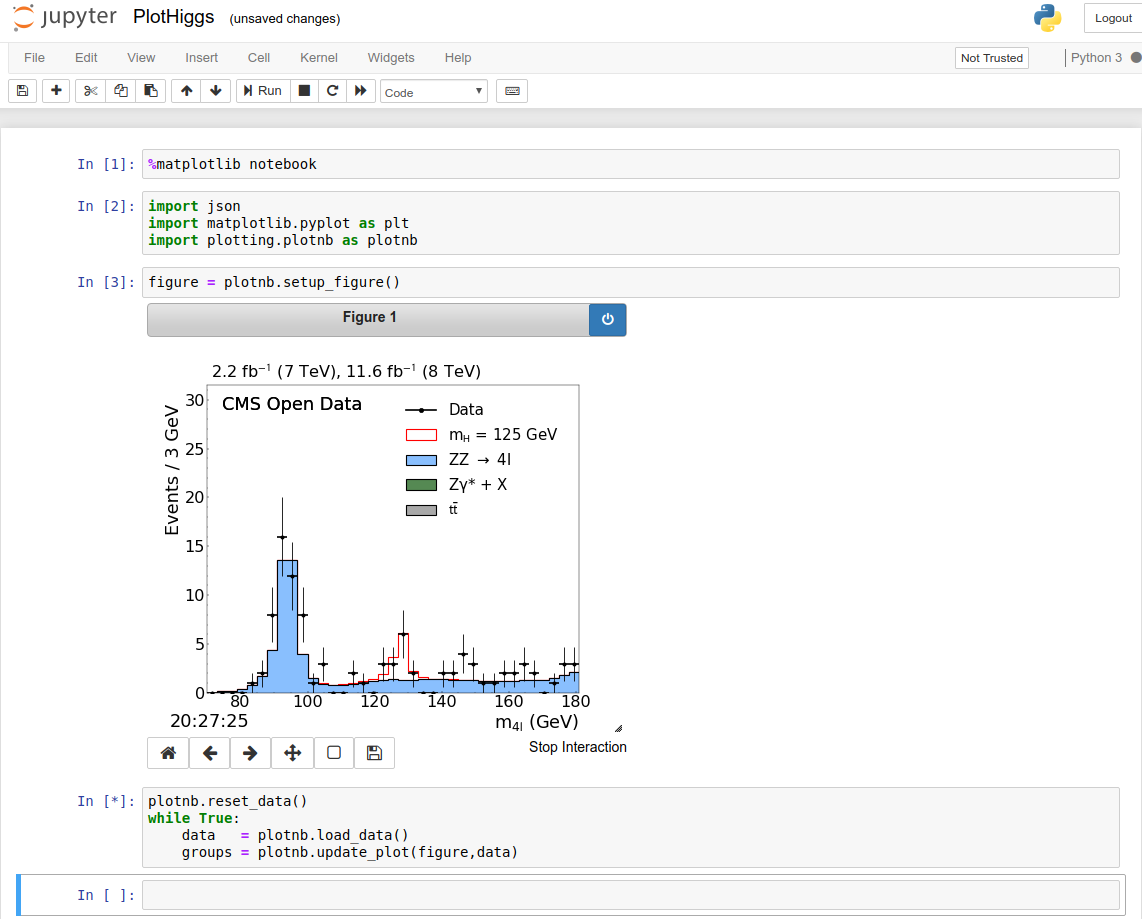 jupyter PlotHiggs (unsaved changes) Logout
File Edit View Insert Cell Kernel Widgets Help Not Trusted Python 3
Run Code
In [1]: %matplotlib notebook
In [2]: import json
import matplotlib.pyplot as plt
import plotting.plotnb as plotnb
In [3]: figure = plotnb.setup_figure()
Figure 1
2.2 fb⁻¹ (7 TeV), 11.6 fb⁻¹ (8 TeV)
CMS Open Data
Data
m_H = 125 GeV
ZZ → 4l
Zγ* + X
tt̄
Events / 3 GeV
30
25
20
15
10
5
0
80 100 120 140 160 180
20:27:25 m_4l (GeV)
Stop Interaction
In [*]: plotnb.reset_data()
while True:
    data   = plotnb.load_data()
    groups = plotnb.update_plot(figure,data)
In [ ]: